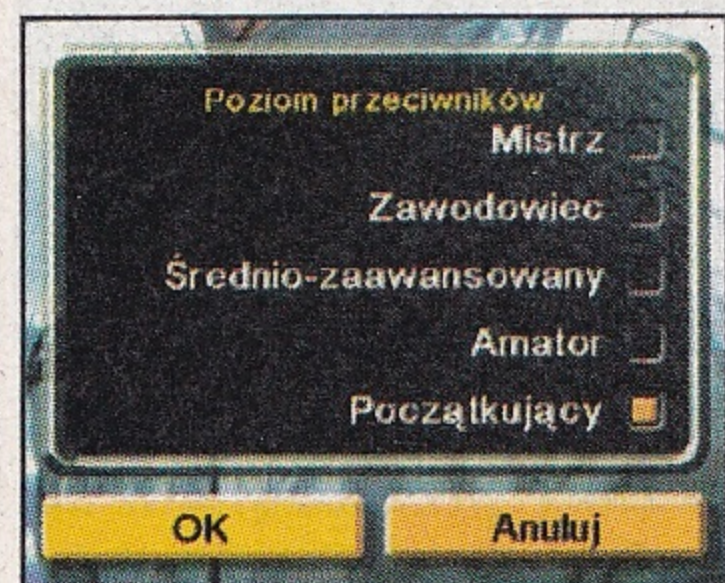 Poziom przeciwników
Mistrz
Zawodowiec
Średnio-zaawansowany
Amator
Początkujący
OK
Anuluj